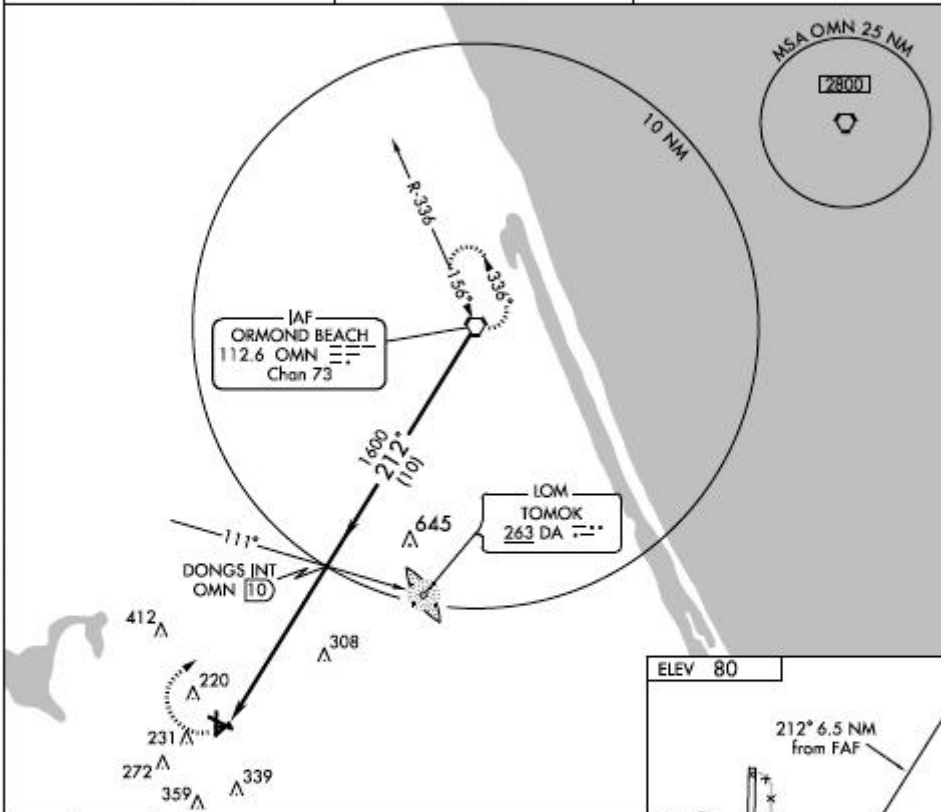 MSA OMN 25 NM
2800
10 NM
R-336
156°
336°
IAF
ORMOND BEACH
112.6 OMN
Chan 73
1600
212°
(10)
LOM
TOMOK
263 DA
645
111°
DONGS INT
OMN 10
412
308
220
231
272
339
359
ELEV 80
212° 6.5 NM
from FAF